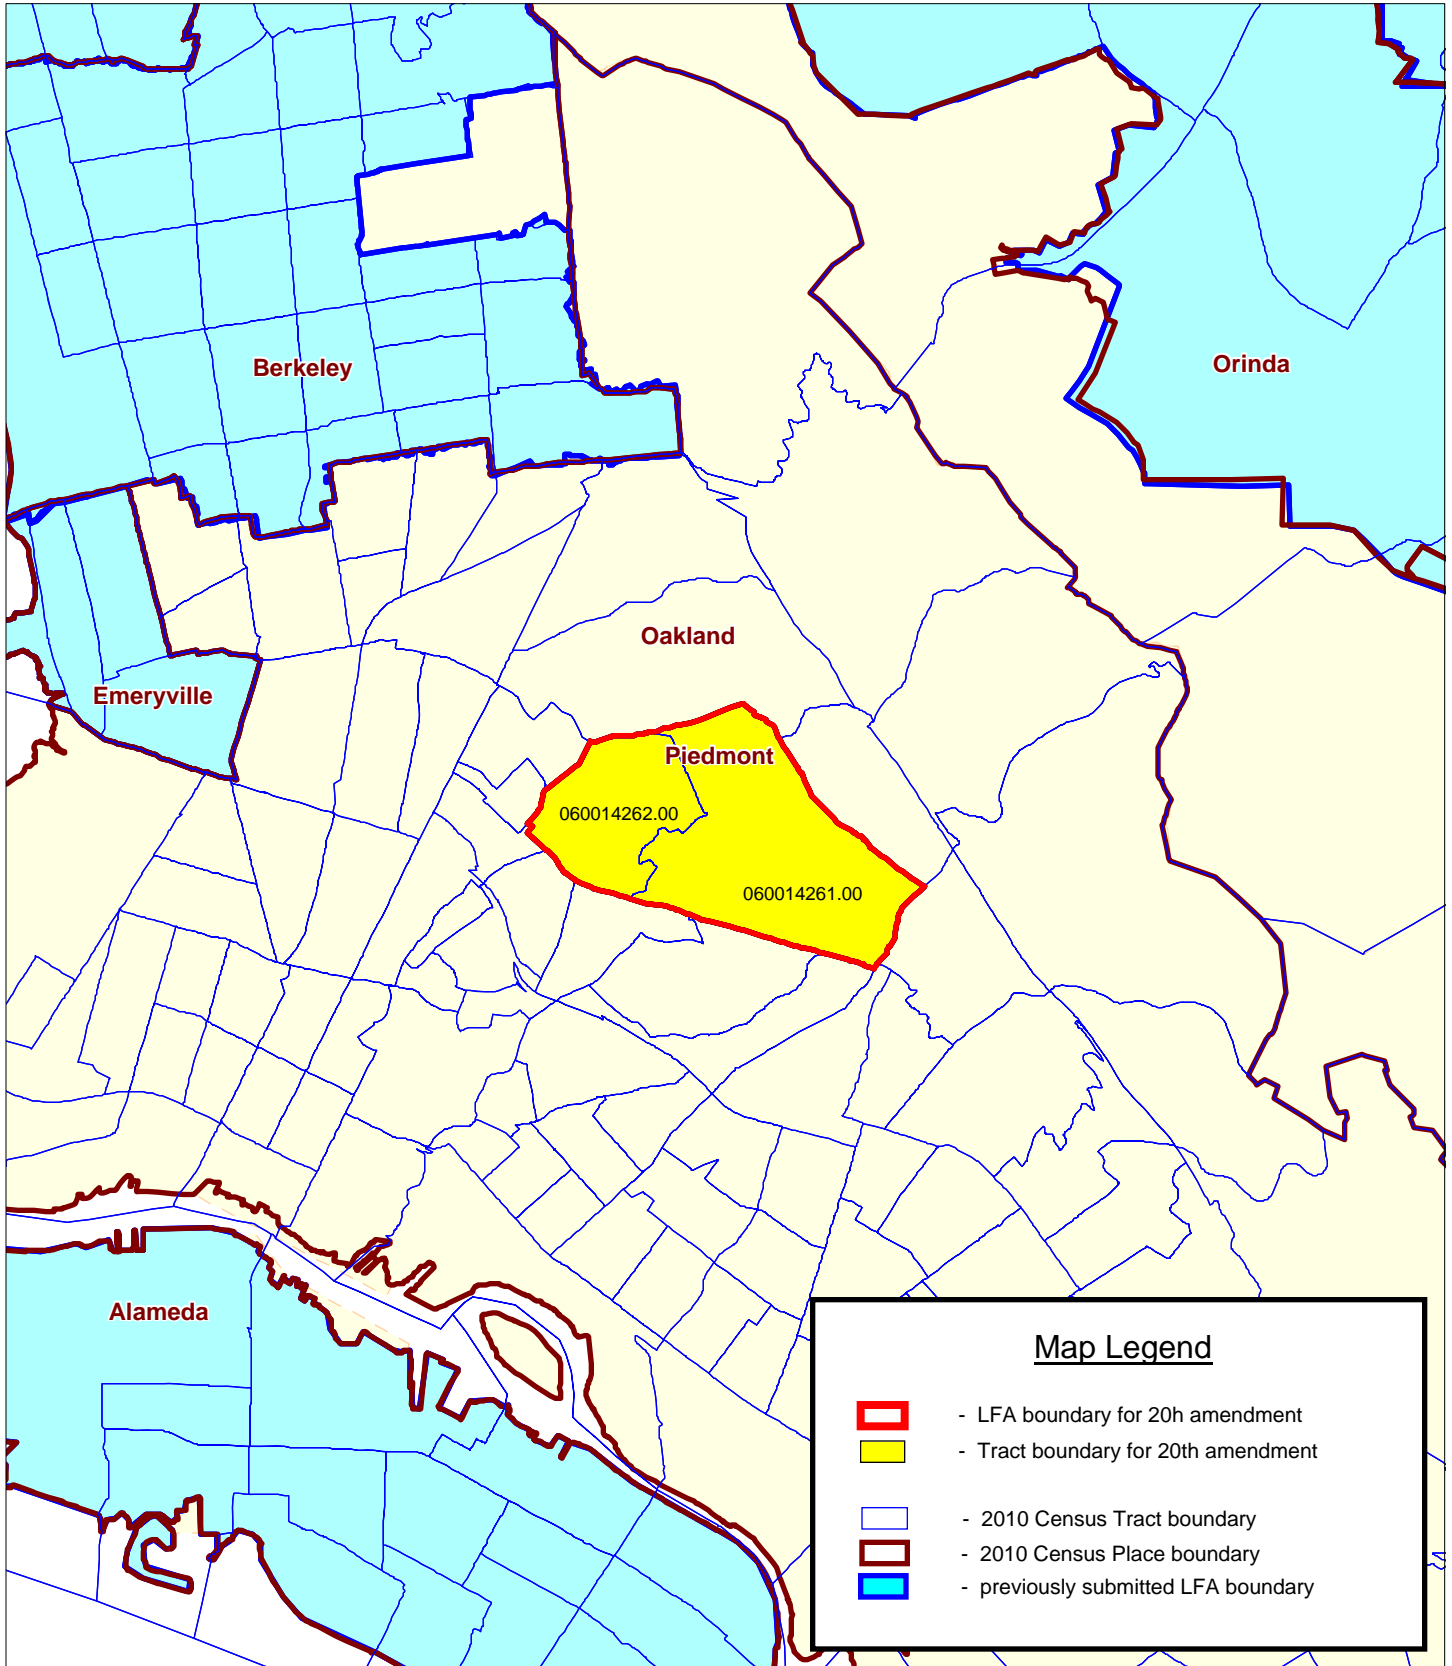 Berkeley
Orinda
Oakland
Emeryville
Piedmont
060014262.00
060014261.00
Alameda
Map Legend
- LFA boundary for 20h amendment
- Tract boundary for 20th amendment
- 2010 Census Tract boundary
- 2010 Census Place boundary
- previously submitted LFA boundary